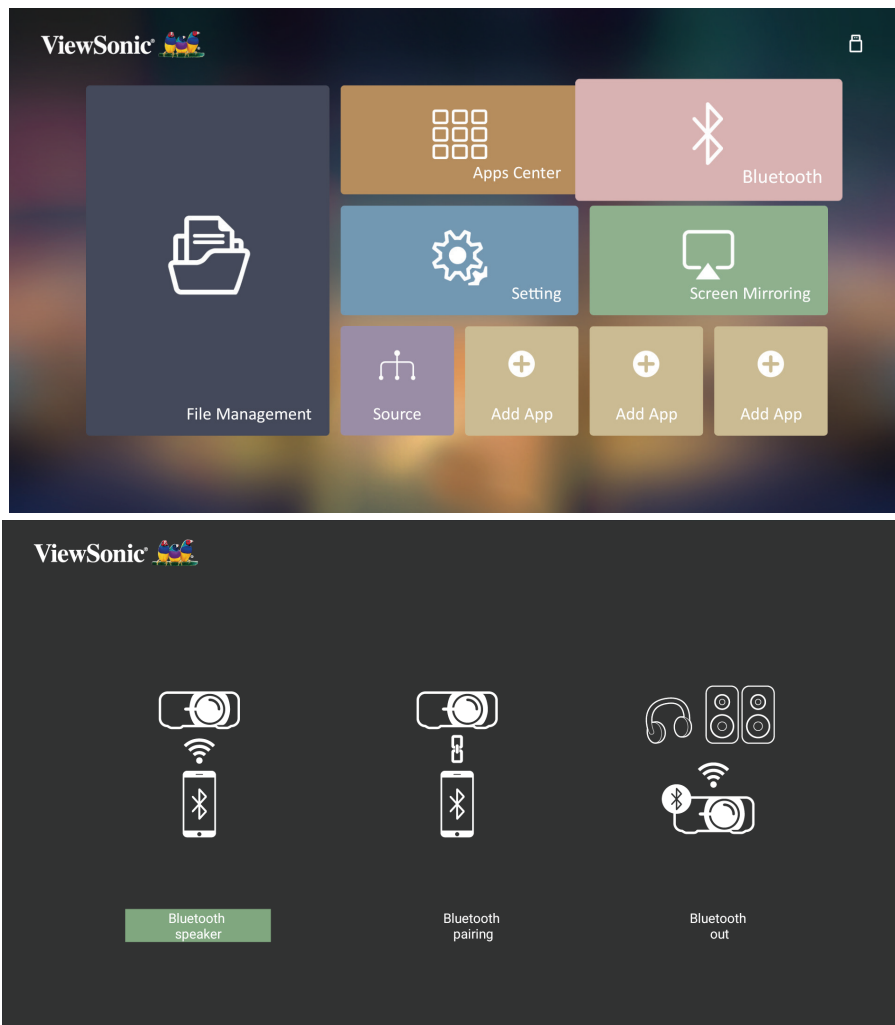 ViewSonic®
Apps Center
Bluetooth
Setting
Screen Mirroring
File Management
Source
Add App
Add App
Add App
ViewSonic®
Bluetooth
speaker
Bluetooth
pairing
Bluetooth
out